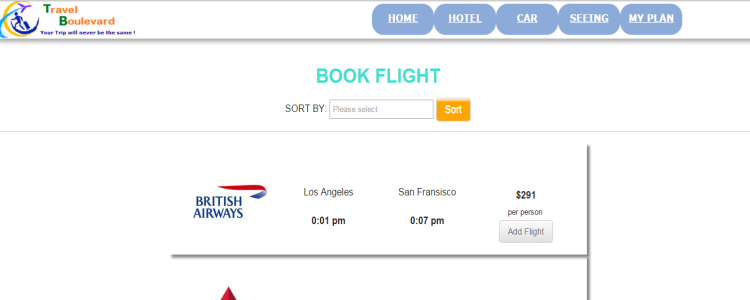 Travel
Boulevard
Your Trip will never be the same !
HOME HOTEL CAR SEEING MY PLAN
BOOK FLIGHT
SORT BY: Please select Sort
BRITISH AIRWAYS
Los Angeles San Fransisco $291
0:01 pm 0:07 pm per person
Add Flight